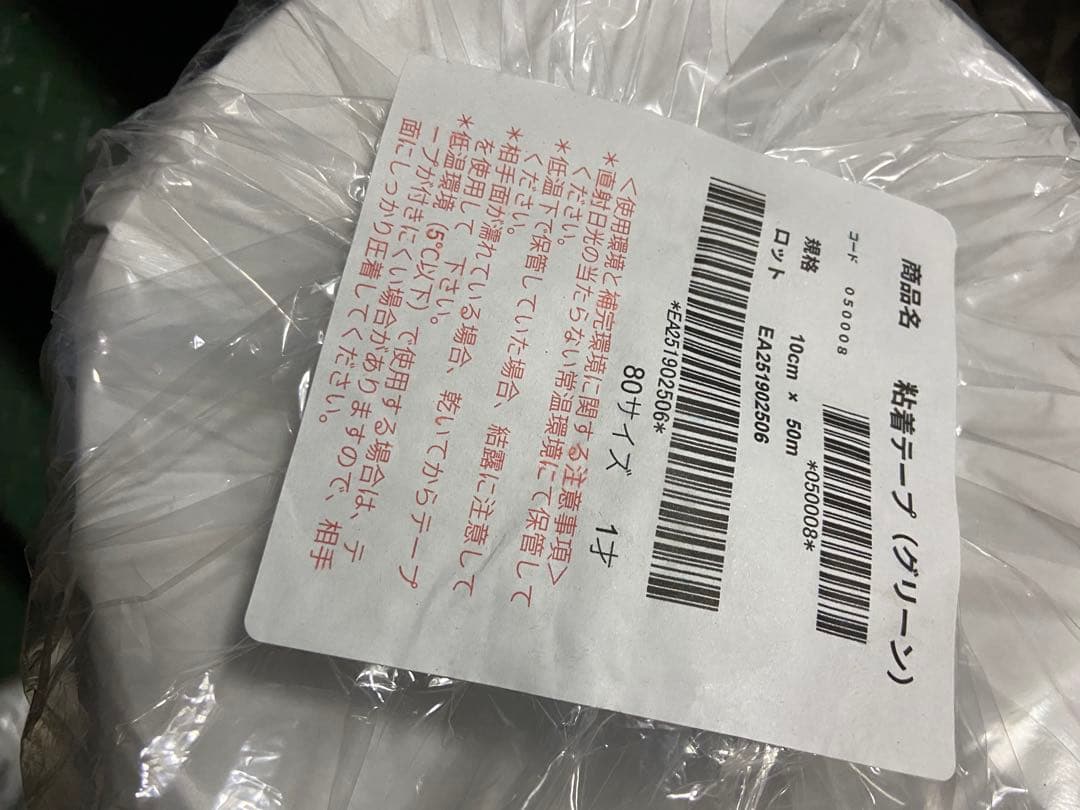 商品名 粘着テープ（グリーン）
コード 050008 *050008*
規格 10cm × 50m
ロット EA251902506
*EA251902506*
80サイズ 1才
＜使用環境と補完環境に関する注意事項＞
*直射日光の当たらない常温環境にて保管して
ください。
*低温下で保管していた場合、結露に注意して
ください。
*相手面が濡れている場合、乾いてからテープ
を使用して 下さい。
*低温環境（5℃以下）で使用する場合は、テ
ープが付きにくい場合がありますので、相手
面にしっかり圧着してください。